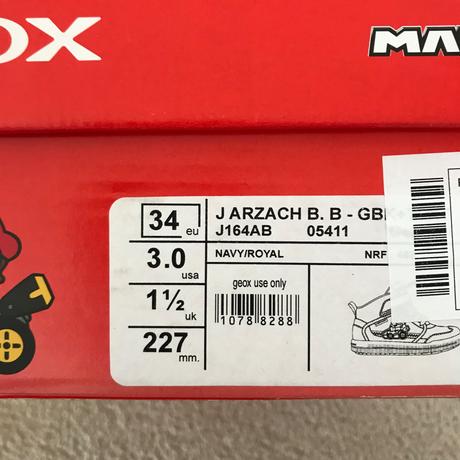 OX MA
34 eu
J ARZACH B. B - GBK
J164AB 05411
3.0 usa
NAVY/ROYAL NRF
1½ uk
geox use only
10788288
227 mm.